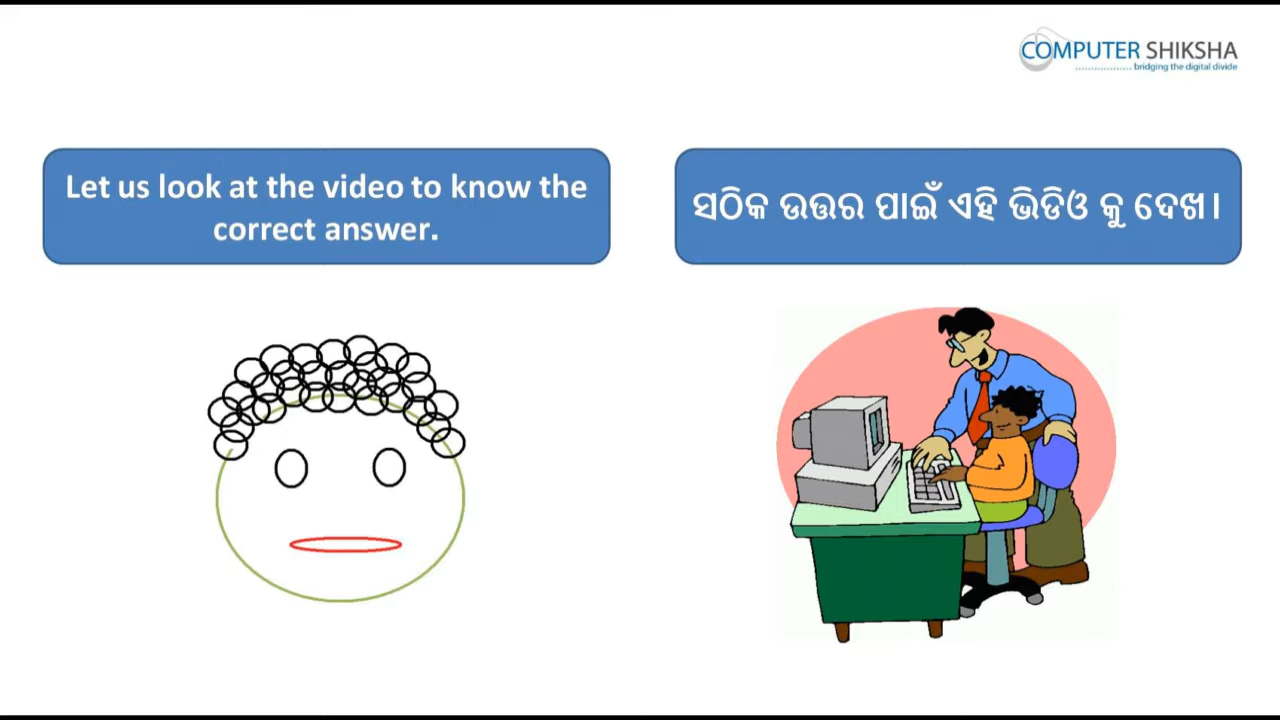 COMPUTER SHIKSHA
bridging the digital divide
Let us look at the video to know the
correct answer.
ସଠିକ ଉତ୍ତର ପାଇଁ ଏହି ଭିଡିଓ କୁ ଦେଖ।